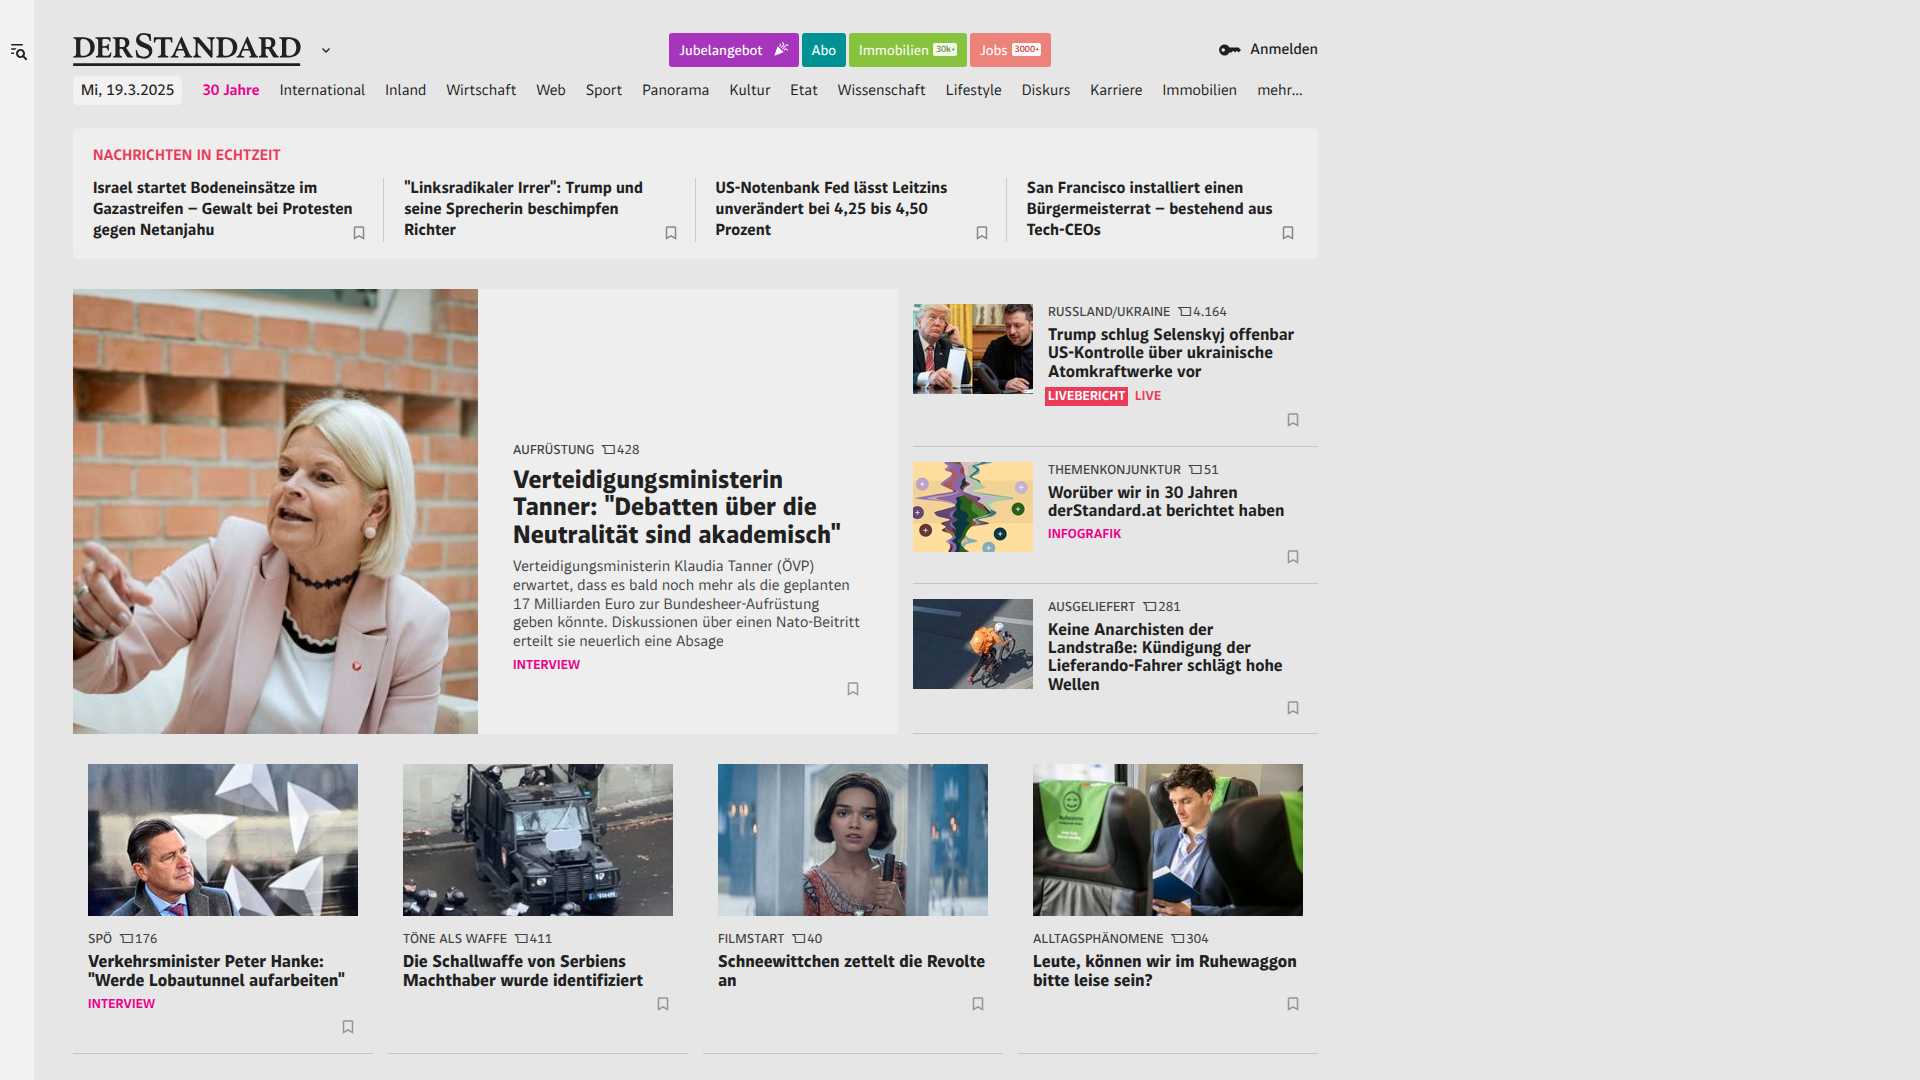 DERSTANDARD
Jubelangebot
Abo
Immobilien 30k+
Jobs 3000+
Anmelden
Mi, 19.3.2025
30 Jahre
International
Inland
Wirtschaft
Web
Sport
Panorama
Kultur
Etat
Wissenschaft
Lifestyle
Diskurs
Karriere
Immobilien
mehr...
NACHRICHTEN IN ECHTZEIT
Israel startet Bodeneinsätze im
Gazastreifen – Gewalt bei Protesten
gegen Netanjahu
"Linksradikaler Irrer": Trump und
seine Sprecherin beschimpfen
Richter
US-Notenbank Fed lässt Leitzins
unverändert bei 4,25 bis 4,50
Prozent
San Francisco installiert einen
Bürgermeisterrat – bestehend aus
Tech-CEOs
AUFRÜSTUNG 428
Verteidigungsministerin
Tanner: "Debatten über die
Neutralität sind akademisch"
Verteidigungsministerin Klaudia Tanner (ÖVP)
erwartet, dass es bald noch mehr als die geplanten
17 Milliarden Euro zur Bundesheer-Aufrüstung
geben könnte. Diskussionen über einen Nato-Beitritt
erteilt sie neuerlich eine Absage
INTERVIEW
RUSSLAND/UKRAINE 4.164
Trump schlug Selenskyj offenbar
US-Kontrolle über ukrainische
Atomkraftwerke vor
LIVEBERICHT LIVE
THEMENKONJUNKTUR 51
Worüber wir in 30 Jahren
derStandard.at berichtet haben
INFOGRAFIK
AUSGELIEFERT 281
Keine Anarchisten der
Landstraße: Kündigung der
Lieferando-Fahrer schlägt hohe
Wellen
SPÖ 176
Verkehrsminister Peter Hanke:
"Werde Lobautunnel aufarbeiten"
INTERVIEW
TÖNE ALS WAFFE 411
Die Schallwaffe von Serbiens
Machthaber wurde identifiziert
FILMSTART 40
Schneewittchen zettelt die Revolte
an
ALLTAGSPHÄNOMENE 304
Leute, können wir im Ruhewaggon
bitte leise sein?